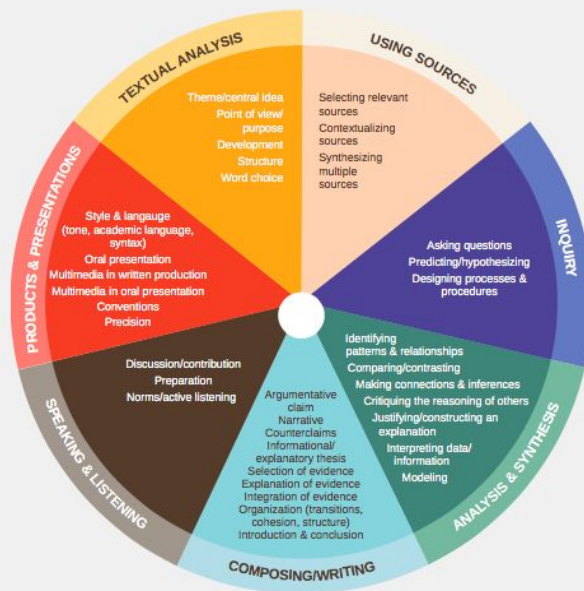 TEXTUAL ANALYSIS
Theme/central idea
Point of view/
purpose
Development
Structure
Word choice
USING SOURCES
Selecting relevant
sources
Contextualizing
sources
Synthesizing
multiple
sources
INQUIRY
Asking questions
Predicting/hypothesizing
Designing processes &
procedures
ANALYSIS & SYNTHESIS
Identifying
patterns & relationships
Comparing/contrasting
Making connections & inferences
Critiquing the reasoning of others
Justifying/constructing an
explanation
Interpreting data/
information
Modeling
COMPOSING/WRITING
Argumentative
claim
Narrative
Counterclaims
Informational/
explanatory thesis
Selection of evidence
Explanation of evidence
Integration of evidence
Organization (transitions,
cohesion, structure)
Introduction & conclusion
SPEAKING & LISTENING
Discussion/contribution
Preparation
Norms/active listening
PRODUCTS & PRESENTATIONS
Style & langauge
(tone, academic language,
syntax)
Oral presentation
Multimedia in written production
Multimedia in oral presentation
Conventions
Precision